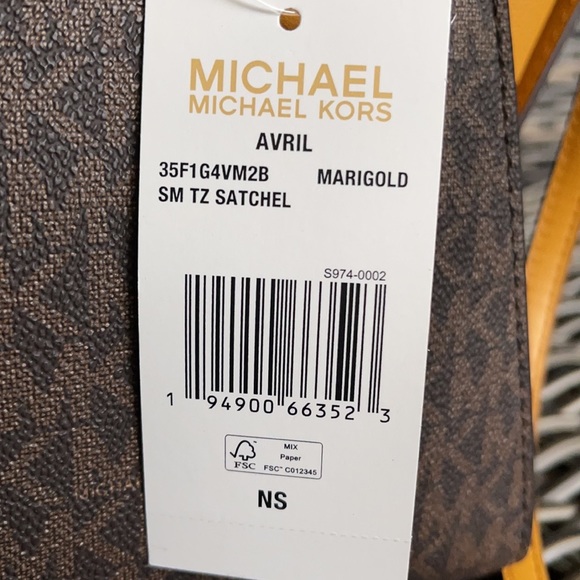 MICHAEL
MICHAEL KORS
AVRIL
35F1G4VM2B MARIGOLD
SM TZ SATCHEL
S974-0002
1 94900 66352 3
FSC
MIX
Paper
FSC™ C012345
NS